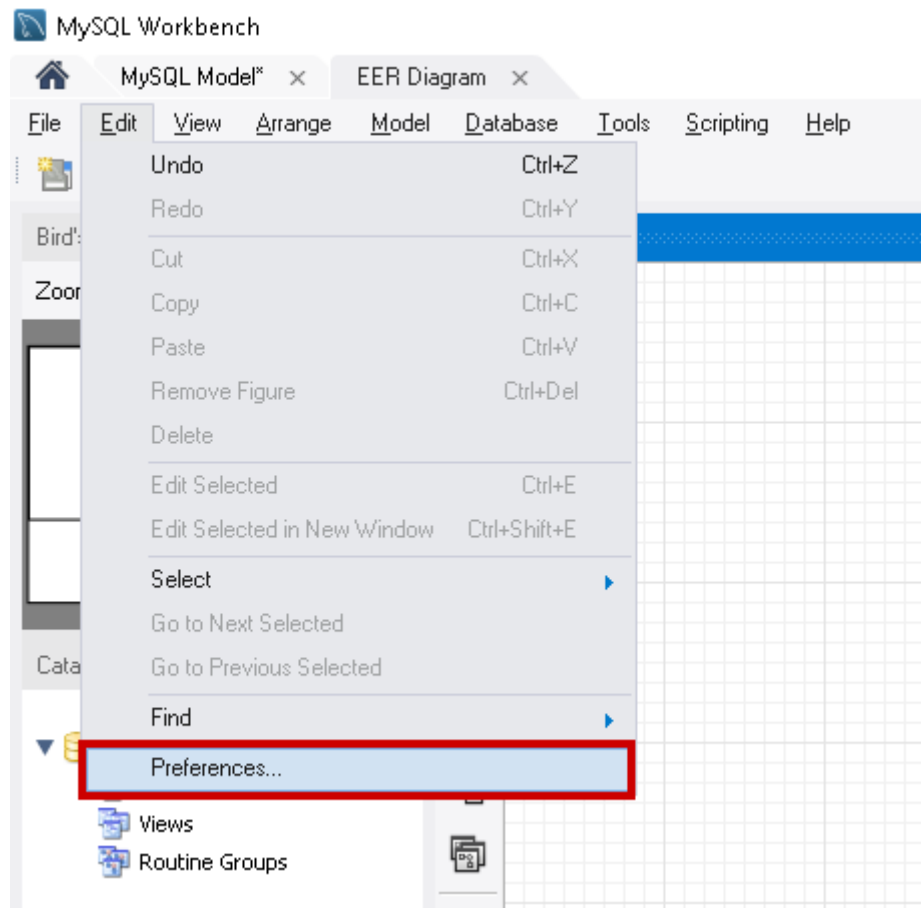 MySQL Workbench
MySQL Model* × EER Diagram ×
File Edit View Arrange Model Database Tools Scripting Help
Undo Ctrl+Z
Redo Ctrl+Y
Bird's
Cut Ctrl+X
Zoor
Copy Ctrl+C
Paste Ctrl+V
Remove Figure Ctrl+Del
Delete
Edit Selected Ctrl+E
Edit Selected in New Window Ctrl+Shift+E
Select
Go to Next Selected
Cata
Go to Previous Selected
Find
Preferences...
Views
Routine Groups